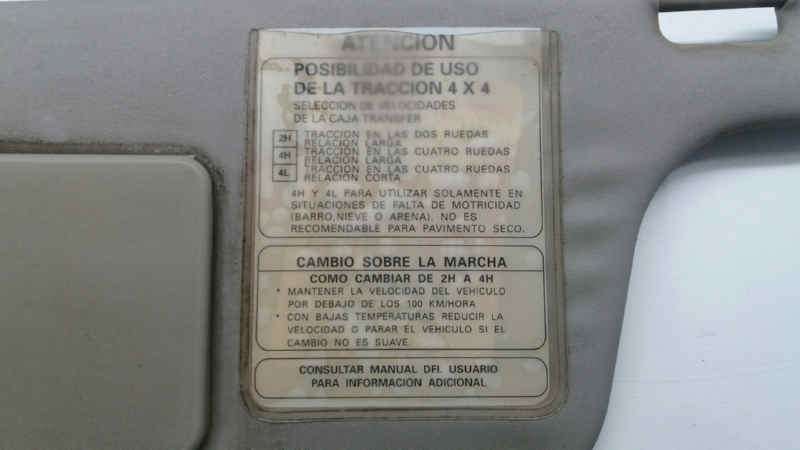 ATENCION
POSIBILIDAD DE USO
DE LA TRACCION 4 X 4
SELECCION DE VELOCIDADES
DE LA CAJA TRANSFER
2H TRACCION EN LAS DOS RUEDAS
RELACION LARGA
4H TRACCION EN LAS CUATRO RUEDAS
RELACION LARGA
4L TRACCION EN LAS CUATRO RUEDAS
RELACION CORTA
4H Y 4L PARA UTILIZAR SOLAMENTE EN
SITUACIONES DE FALTA DE MOTRICIDAD
(BARRO, NIEVE O ARENA). NO ES
RECOMENDABLE PARA PAVIMENTO SECO.
CAMBIO SOBRE LA MARCHA
COMO CAMBIAR DE 2H A 4H
• MANTENER LA VELOCIDAD DEL VEHICULO
POR DEBAJO DE LOS 100 KM/HORA
• CON BAJAS TEMPERATURAS REDUCIR LA
VELOCIDAD O PARAR EL VEHICULO SI EL
CAMBIO NO ES SUAVE.
CONSULTAR MANUAL DEL USUARIO
PARA INFORMACION ADICIONAL